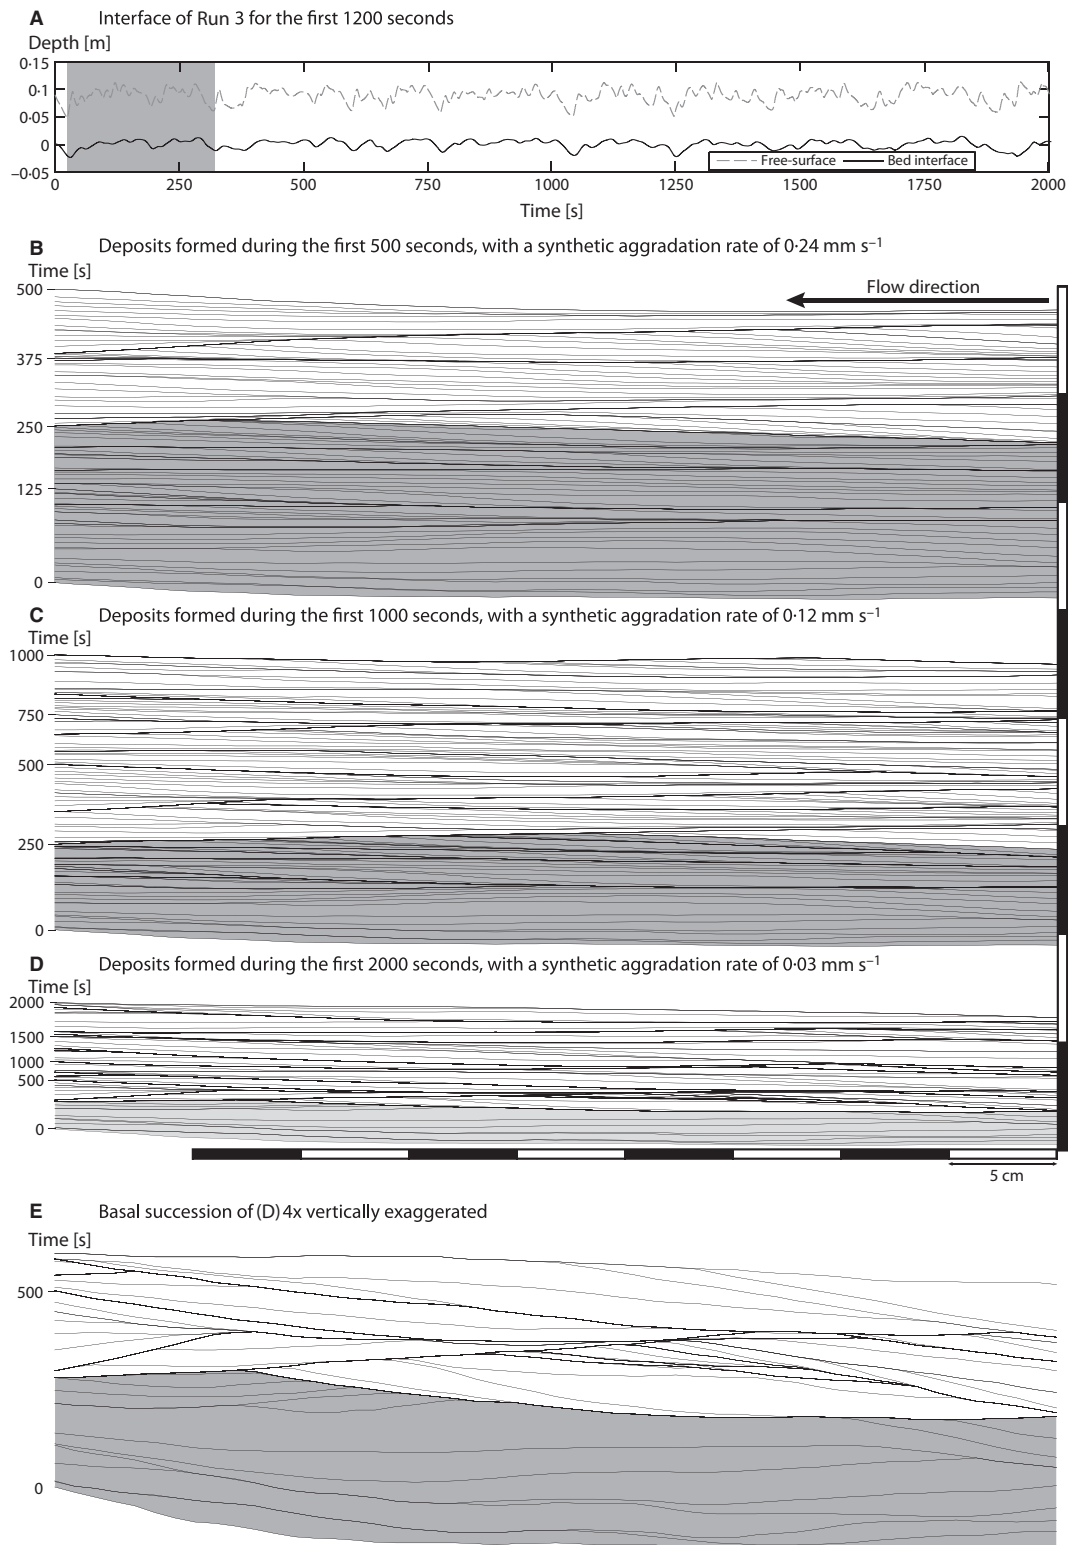 A Interface of Run 3 for the first 1200 seconds
Depth [m]
0·15
0·1
0·05
0
−0·05
Free-surface Bed interface
0 250 500 750 1000 1250 1500 1750 2000
Time [s]
B Deposits formed during the first 500 seconds, with a synthetic aggradation rate of 0·24 mm s−1
Time [s]
Flow direction
500
375
250
125
0
C Deposits formed during the first 1000 seconds, with a synthetic aggradation rate of 0·12 mm s−1
Time [s]
1000
750
500
250
0
D Deposits formed during the first 2000 seconds, with a synthetic aggradation rate of 0·03 mm s−1
Time [s]
2000
1500
1000
500
0
5 cm
E Basal succession of (D) 4x vertically exaggerated
Time [s]
500
0